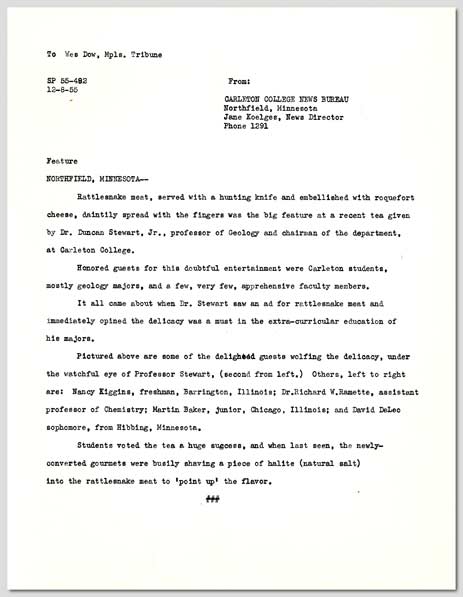 To Wes Dow, Mpls. Tribune
SP 55-482
12-8-55
From:
CARLETON COLLEGE NEWS BUREAU
Northfield, Minnesota
Jane Koelges, News Director
Phone 1291
Feature
NORTHFIELD, MINNESOTA--
Rattlesnake meat, served with a hunting knife and embellished with roquefort
cheese, daintily spread with the fingers was the big feature at a recent tea given
by Dr. Duncan Stewart, Jr., professor of Geology and chairman of the department,
at Carleton College.
Honored guests for this doubtful entertainment were Carleton students,
mostly geology majors, and a few, very few, apprehensive faculty members.
It all came about when Dr. Stewart saw an ad for rattlesnake meat and
immediately opined the delicacy was a must in the extra-curricular education of
his majors.
Pictured above are some of the delighted guests wolfing the delicacy, under
the watchful eye of Professor Stewart, (second from left.) Others, left to right
are: Nancy Kiggins, freshman, Barrington, Illinois; Dr.Richard W.Ramette, assistant
professor of Chemistry; Martin Baker, junior, Chicago, Illinois; and David DeLeo
sophomore, from Hibbing, Minnesota.
Students voted the tea a huge sugcess, and when last seen, the newly-
converted gourmets were busily shaving a piece of halite (natural salt)
into the rattlesnake meat to 'point up' the flavor.
###